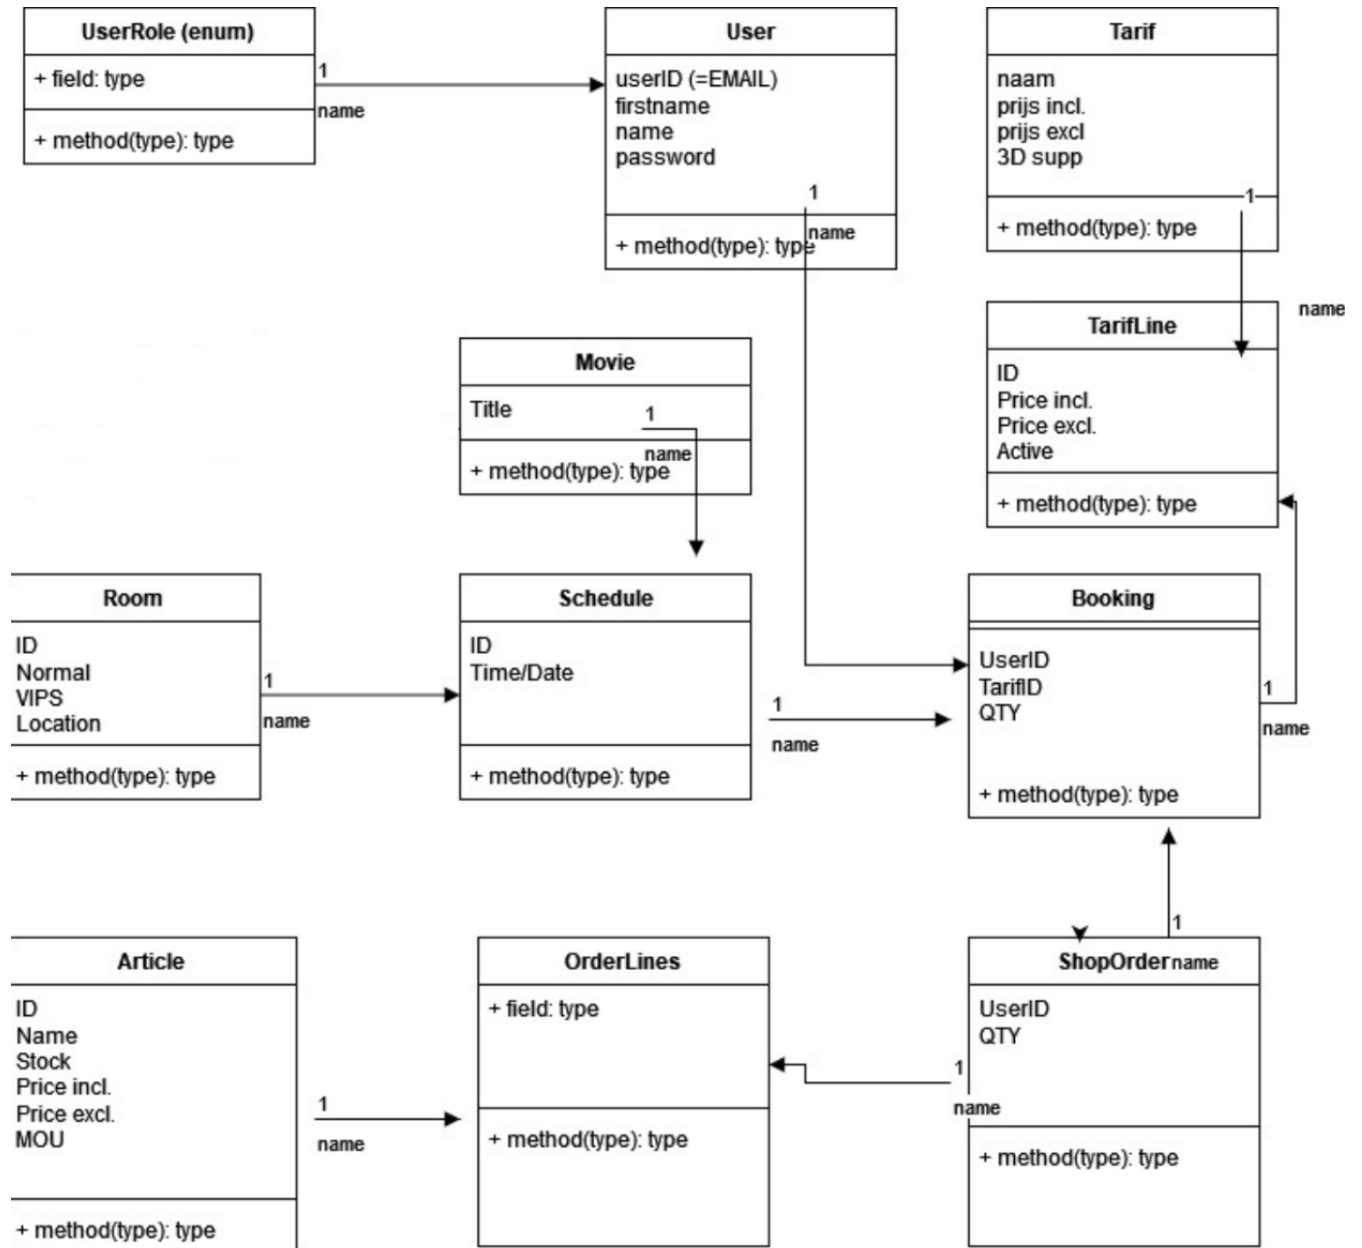 UserRole (enum)
+ field: type
+ method(type): type
1
name
User
userID (=EMAIL)
firstname
name
password
1
name
+ method(type): type
Tarif
naam
prijs incl.
prijs excl
3D supp
1
+ method(type): type
name
TarifLine
ID
Price incl.
Price excl.
Active
+ method(type): type
Movie
Title
1
name
+ method(type): type
Room
ID
Normal
VIPS
Location
+ method(type): type
1
name
Schedule
ID
Time/Date
+ method(type): type
1
name
Booking
UserID
TarifID
QTY
+ method(type): type
1
name
Article
ID
Name
Stock
Price incl.
Price excl.
MOU
+ method(type): type
1
name
OrderLines
+ field: type
+ method(type): type
1
name
ShopOrder
UserID
QTY
1
name
+ method(type): type